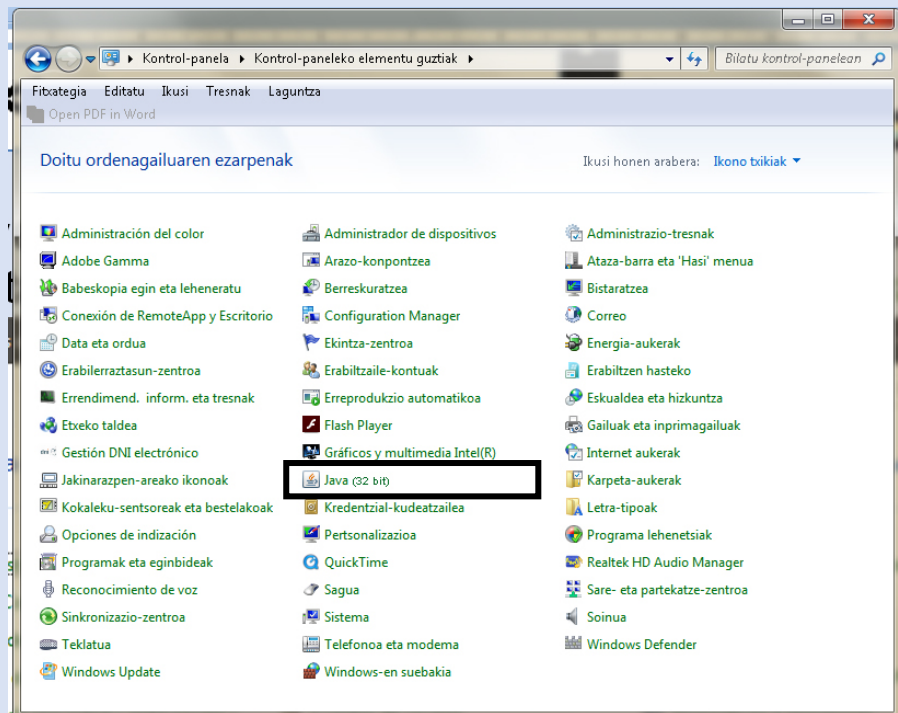 Kontrol-panela Kontrol-paneleko elementu guztiak Bilatu kontrol-panelean
Fitxategia Editatu Ikusi Tresnak Laguntza
Open PDF in Word
Doitu ordenagailuaren ezarpenak Ikusi honen arabera: Ikono txikiak
Administración del color Administrador de dispositivos Administrazio-tresnak
Adobe Gamma Arazo-konpontzea Ataza-barra eta 'Hasi' menua
Babeskopia egin eta leheneratu Berreskuratzea Bistaratzea
Conexión de RemoteApp y Escritorio Configuration Manager Correo
Data eta ordua Ekintza-zentroa Energia-aukerak
Erabilerraztasun-zentroa Erabiltzaile-kontuak Erabiltzen hasteko
Errendimend. inform. eta tresnak Erreprodukzio automatikoa Eskualdea eta hizkuntza
Etxeko taldea Flash Player Gailuak eta inprimagailuak
Gestión DNI electrónico Gráficos y multimedia Intel(R) Internet aukerak
Jakinarazpen-areako ikonoak Java (32 bit) Karpeta-aukerak
Kokaleku-sentsoreak eta bestelakoak Kredentzial-kudeatzailea Letra-tipoak
Opciones de indización Pertsonalizazioa Programa lehenetsiak
Programak eta eginbideak QuickTime Realtek HD Audio Manager
Reconocimiento de voz Sagua Sare- eta partekatze-zentroa
Sinkronizazio-zentroa Sistema Soinua
Teklatua Telefonoa eta modema Windows Defender
Windows Update Windows-en suebakia